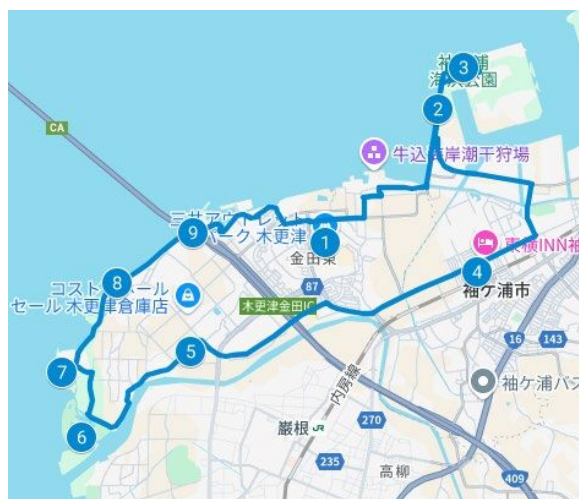 3
海浜公園
2
CA
牛込海岸潮干狩場
三井アウトレット
パーク 木更津
1
9
金田東
東横INN袖
4
袖ケ浦市
8
コストコホール
セール 木更津倉庫店
87
木更津金田IC
16
143
5
7
内房線
袖ケ浦バス
6
巌根 JR
270
235
高柳
409